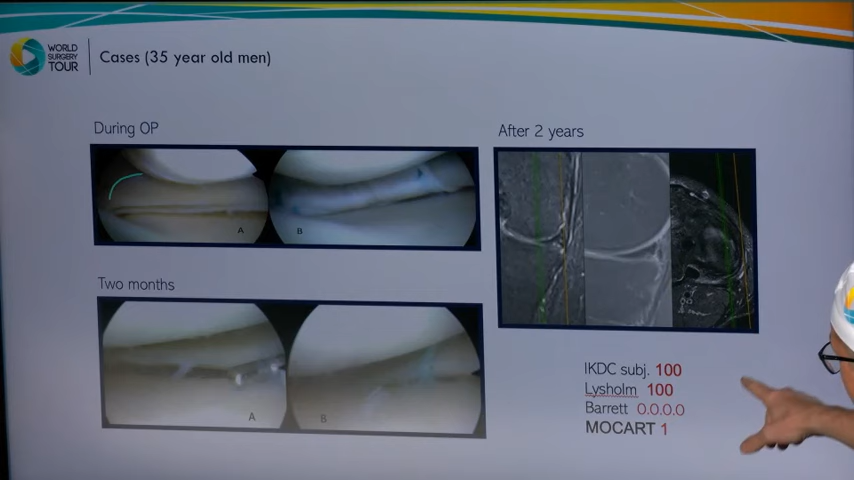 WORLD
SURGERY
TOUR
Cases (35 year old men)
During OP
After 2 years
A
B
Two months
A
B
IKDC subj. 100
Lysholm 100
Barrett 0.0.0.0
MOCART 1